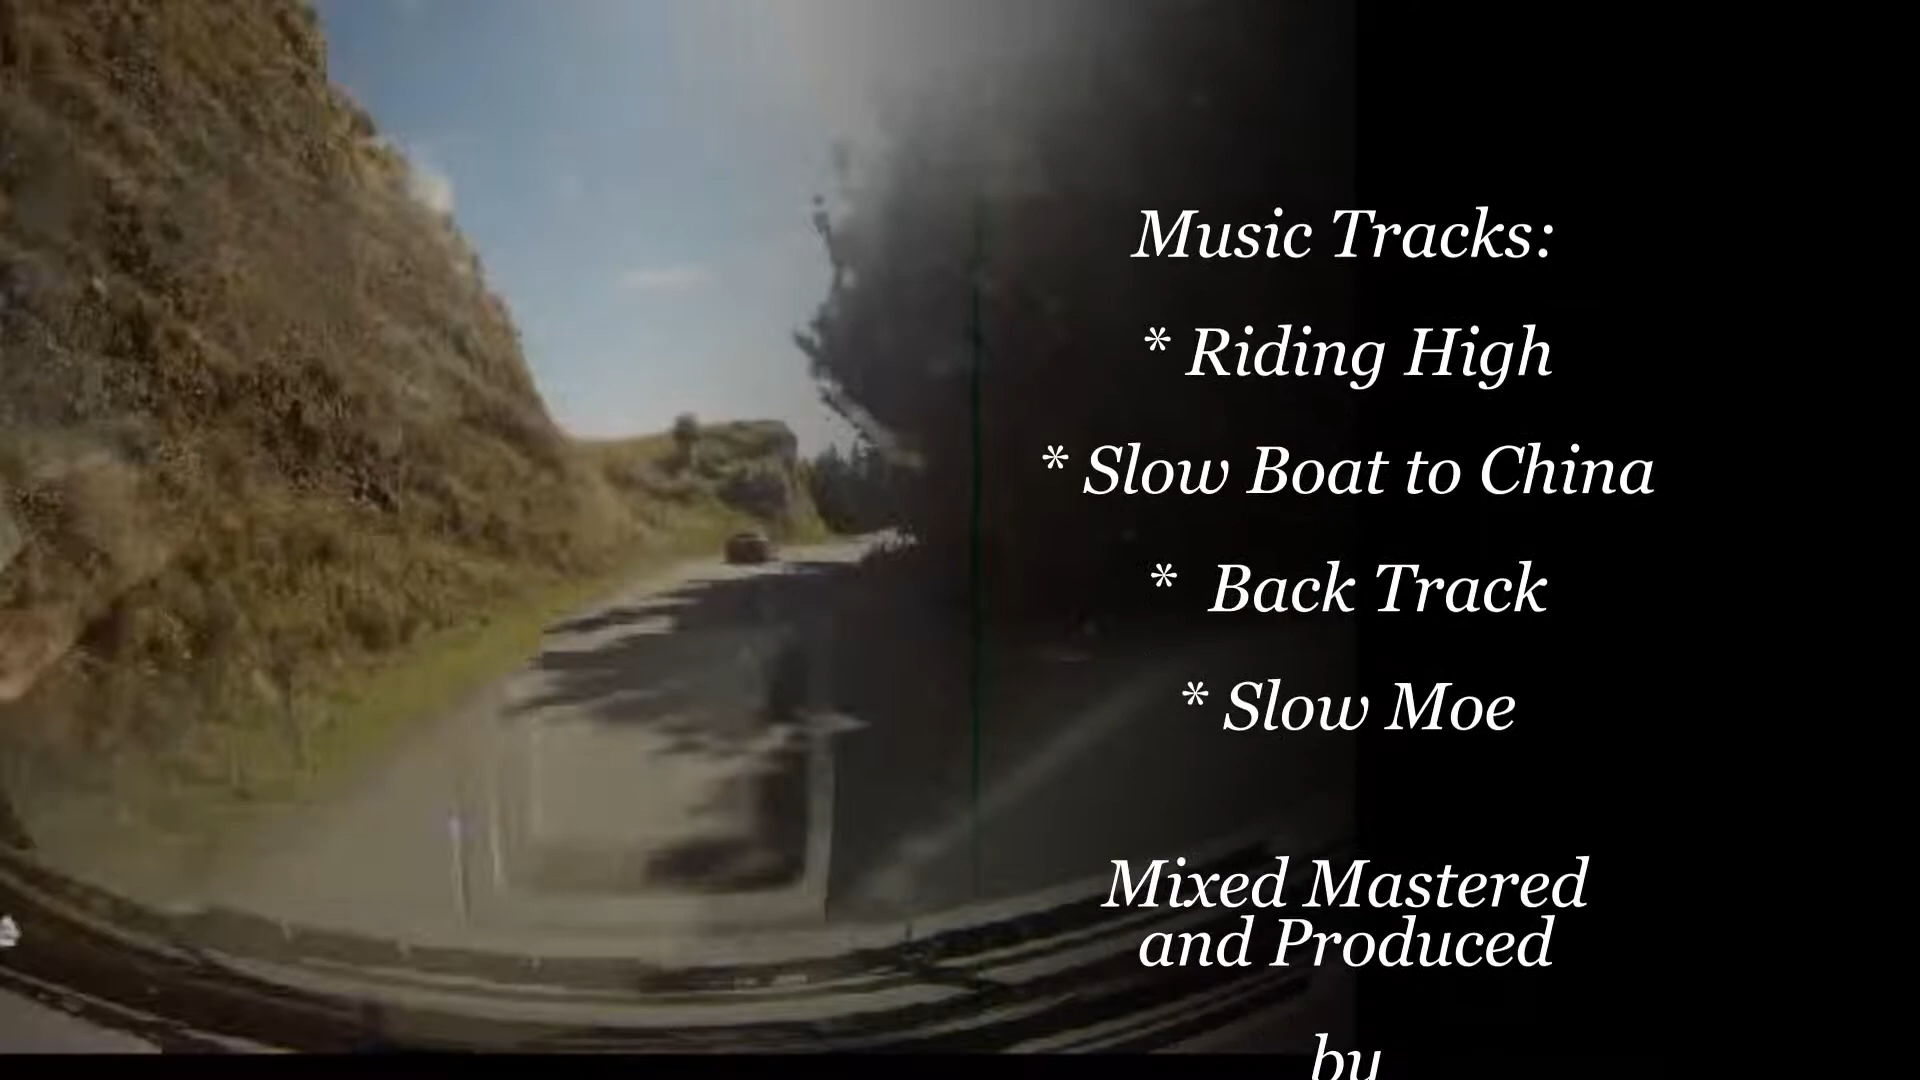 Music Tracks:
* Riding High
* Slow Boat to China
*  Back Track
* Slow Moe
Mixed Mastered
and Produced
by